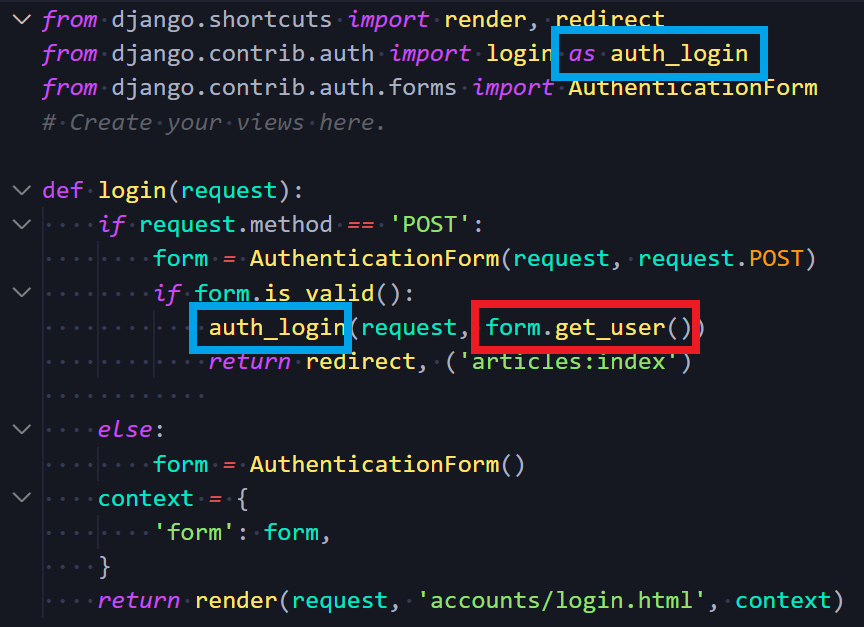 from django.shortcuts import render, redirect
from django.contrib.auth import login as auth_login
from django.contrib.auth.forms import AuthenticationForm
# Create your views here.
def login(request):
if request.method == 'POST':
form = AuthenticationForm(request, request.POST)
if form.is_valid():
auth_login(request, form.get_user())
return redirect, ('articles:index')
else:
form = AuthenticationForm()
context = {
'form': form,
}
return render(request, 'accounts/login.html', context)